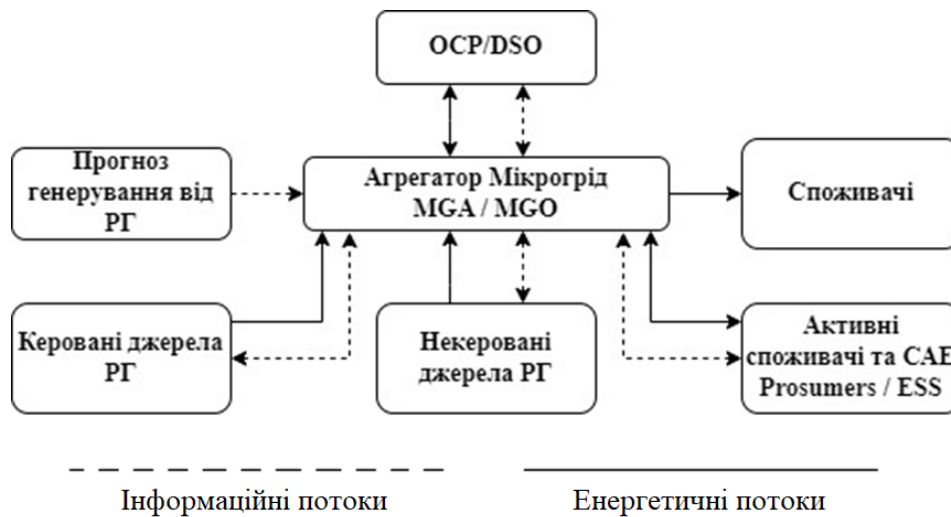 ОСР/DSO
Прогноз
генерування від
РГ
Агрегатор Мікрогрід
MGA / MGO
Споживачі
Керовані джерела
РГ
Некеровані
джерела РГ
Активні
споживачі та САЕ
Prosumers / ESS
Інформаційні потоки
Енергетичні потоки